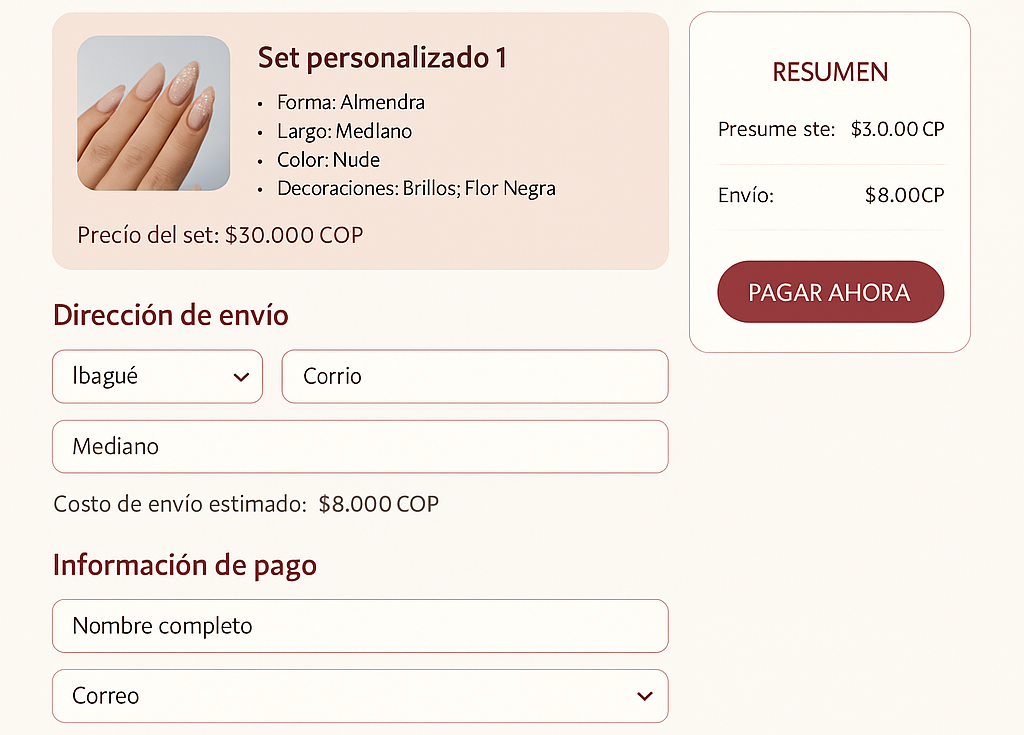 Set personalizado 1
• Forma: Almendra
• Largo: Medlano
• Color: Nude
• Decoraciones: Brillos; Flor Negra
Precío del set: $30.000 COP
Dirección de envío
Ibagué
Corrio
Mediano
Costo de envío estimado: $8.000 COP
Información de pago
Nombre completo
Correo
RESUMEN
Presume ste: $3.0.00 CP
Envío: $8.00CP
PAGAR AHORA